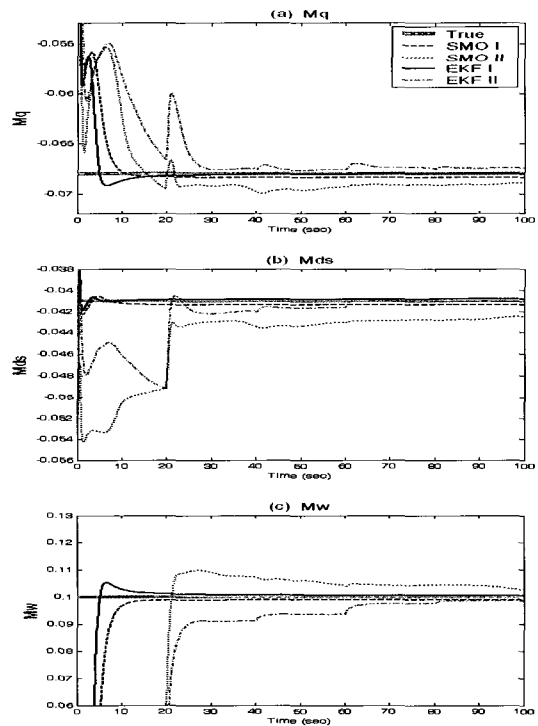 (a) Mq
True
SMO I
SMO II
EKF I
EKF II
-0.055
-0.06
-0.065
-0.07
Mq
0 10 20 30 40 50 60 70 80 90 100
Time (sec)
(b) Mds
-0.038
-0.04
-0.042
-0.044
-0.046
-0.048
-0.05
-0.052
-0.054
-0.056
Mds
0 10 20 30 40 50 60 70 80 90 100
Time (sec)
(c) Mw
0.13
0.12
0.11
0.1
0.09
0.08
0.07
0.06
Mw
0 10 20 30 40 50 60 70 80 90 100
Time (sec)